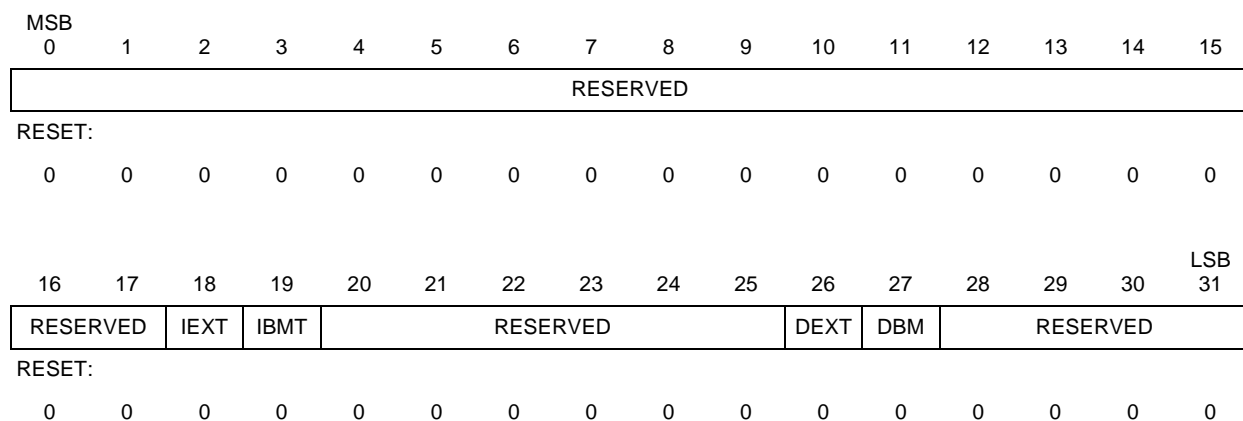 MSB
0 1 2 3 4 5 6 7 8 9 10 11 12 13 14 15
RESERVED
RESET:
0 0 0 0 0 0 0 0 0 0 0 0 0 0 0 0
LSB
16 17 18 19 20 21 22 23 24 25 26 27 28 29 30 31
RESERVED IEXT IBMT RESERVED DEXT DBM RESERVED
RESET:
0 0 0 0 0 0 0 0 0 0 0 0 0 0 0 0